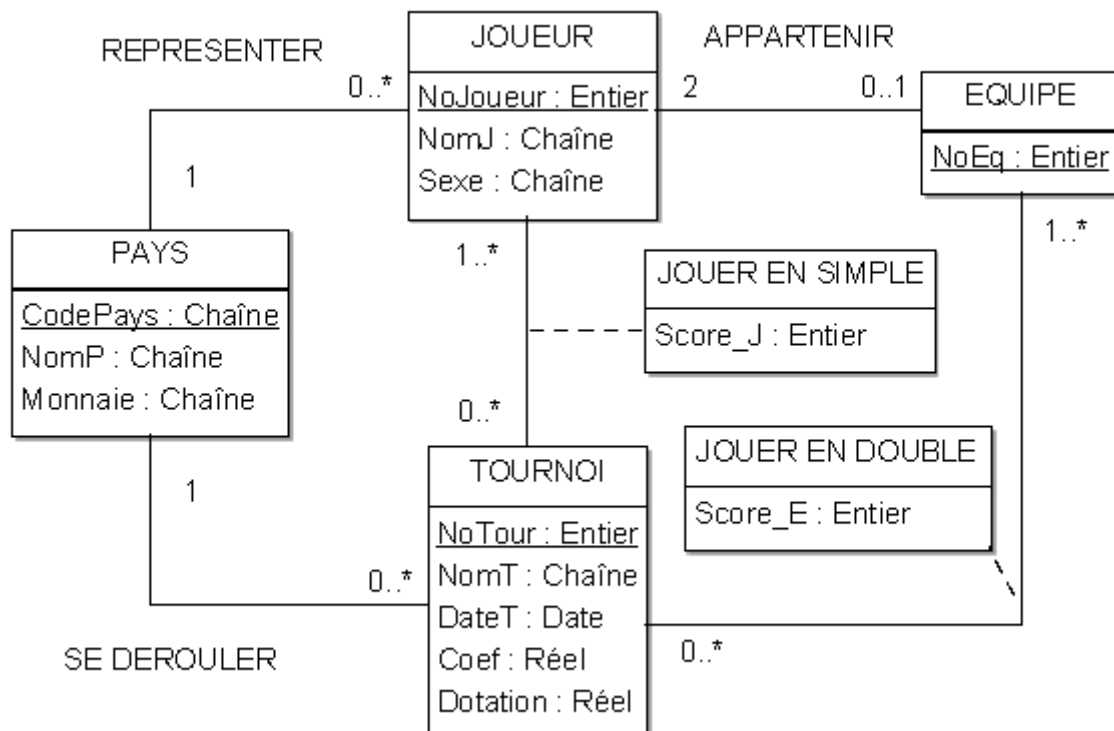 REPRESENTER
JOUEUR
APPARTENIR
0..*
NoJoueur : Entier
NomJ : Chaîne
Sexe : Chaîne
2
0..1
EQUIPE
NoEq : Entier
1
PAYS
CodePays : Chaîne
NomP : Chaîne
Monnaie : Chaîne
1..*
JOUER EN SIMPLE
Score_J : Entier
1..*
0..*
JOUER EN DOUBLE
Score_E : Entier
1
TOURNOI
NoTour : Entier
NomT : Chaîne
DateT : Date
Coef : Réel
Dotation : Réel
0..*
0..*
SE DEROULER